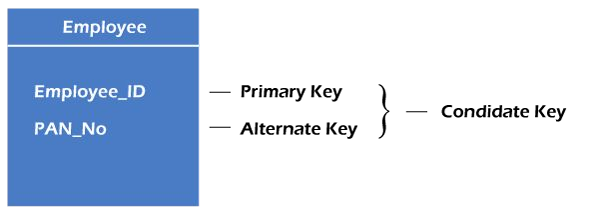 Employee
Employee_ID — Primary Key
PAN_No — Alternate Key
} — Condidate Key